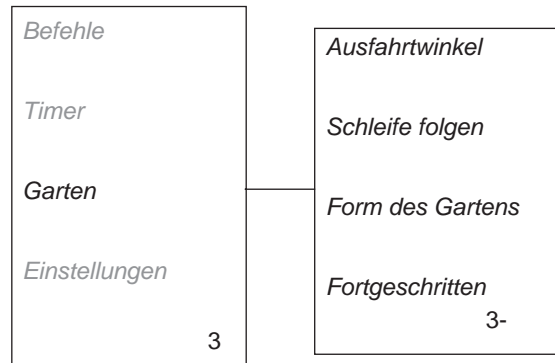 Befehle
Timer
Garten
Einstellungen
3
Ausfahrtwinkel
Schleife folgen
Form des Gartens
Fortgeschritten
3-